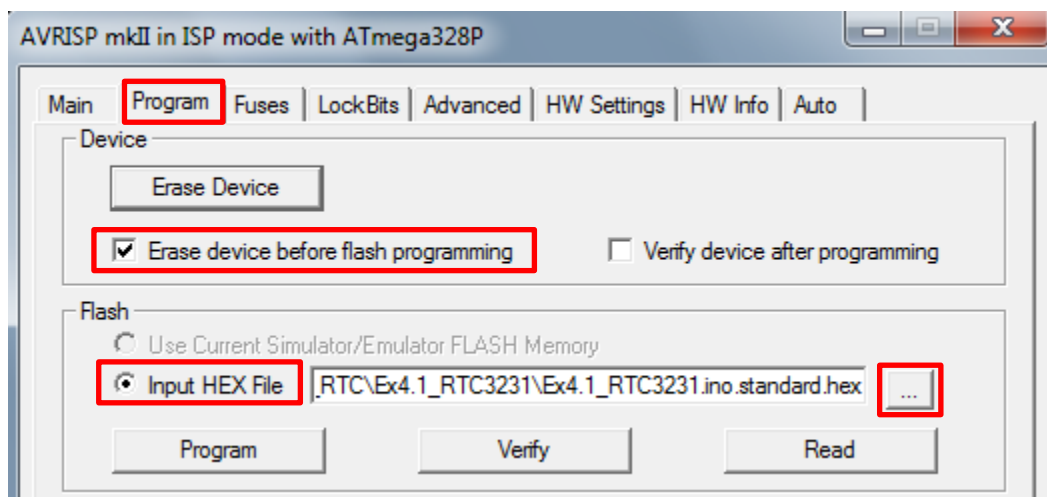 AVRISP mkII in ISP mode with ATmega328P
Main Program Fuses LockBits Advanced HW Settings HW Info Auto
Device
Erase Device
Erase device before flash programming Verify device after programming
Flash
Use Current Simulator/Emulator FLASH Memory
Input HEX File _RTC\Ex4.1_RTC3231\Ex4.1_RTC3231.ino.standard.hex ...
Program Verify Read